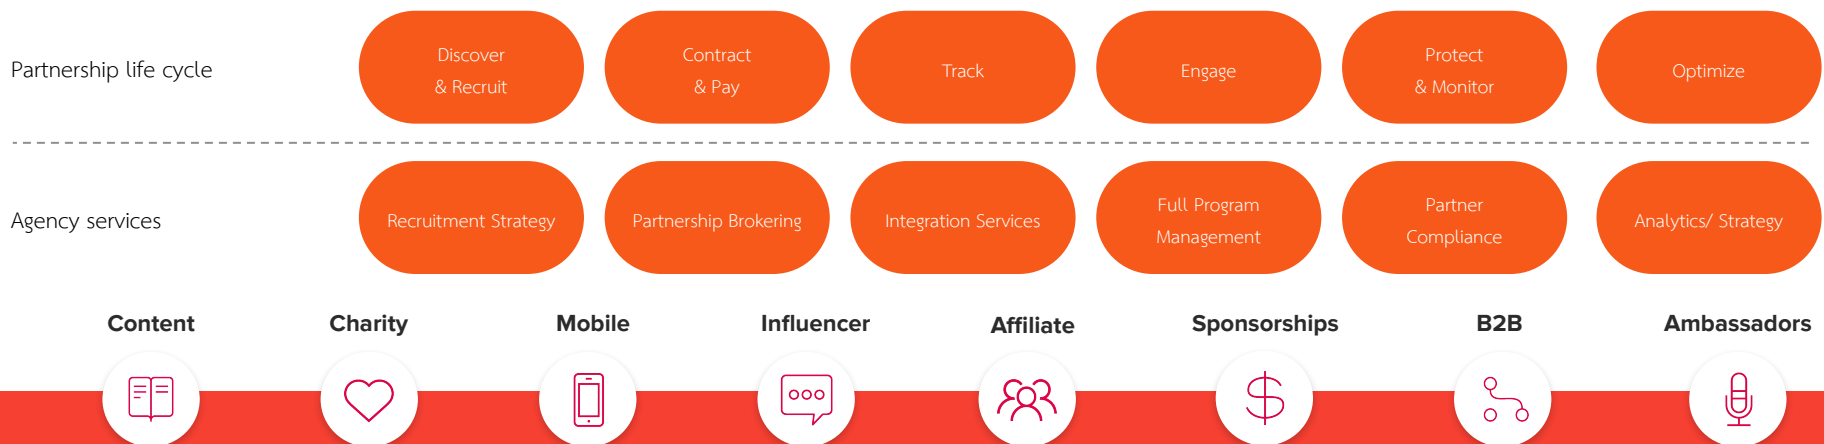 Partnership life cycle
Discover
& Recruit
Contract
& Pay
Track
Engage
Protect
& Monitor
Optimize
Agency services
Recruitment Strategy
Partnership Brokering
Integration Services
Full Program
Management
Partner
Compliance
Analytics/ Strategy
Content
Charity
Mobile
Influencer
Affiliate
Sponsorships
B2B
Ambassadors